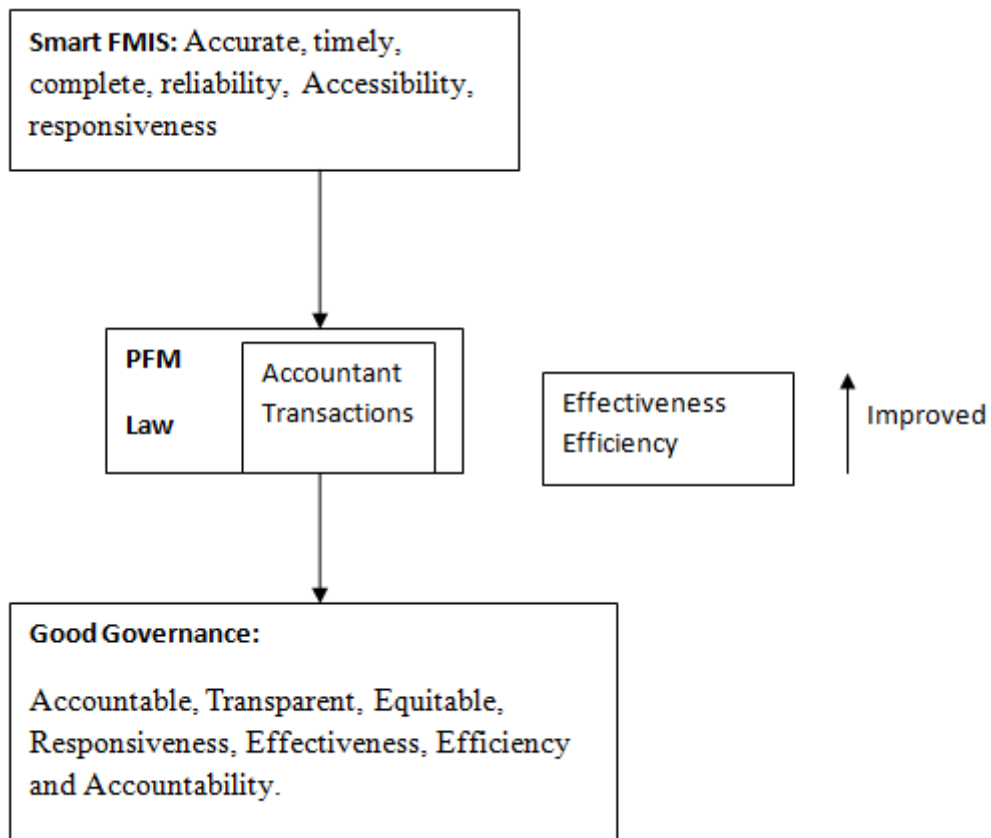 Smart FMIS: Accurate, timely,
complete, reliability, Accessibility,
responsiveness
PFM
Law
Accountant
Transactions
Effectiveness
Efficiency
Improved
Good Governance:
Accountable, Transparent, Equitable,
Responsiveness, Effectiveness, Efficiency
and Accountability.